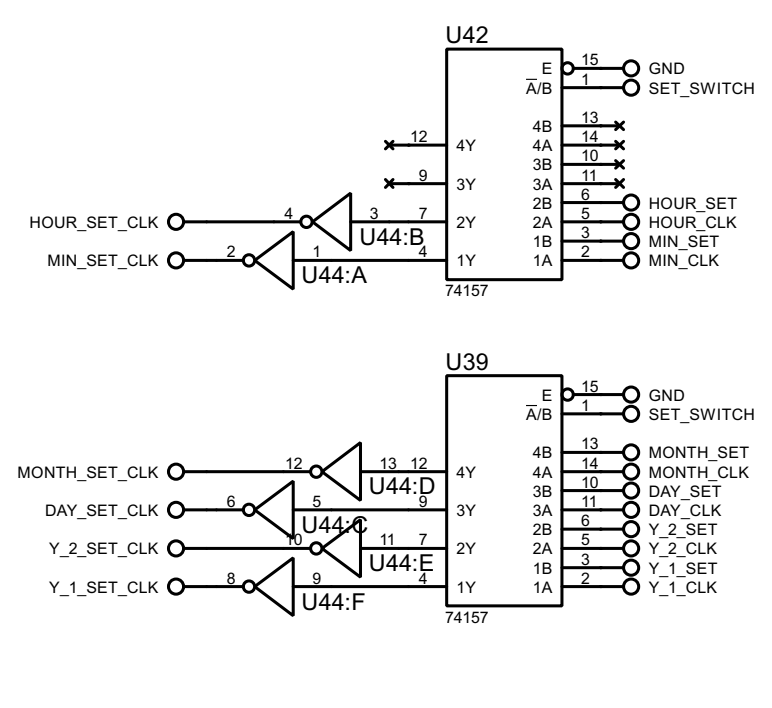 U42
E 15 GND
A/B 1 SET_SWITCH
4B 13
12 4Y 4A 14
3B 10
9 3Y 3A 11
2B 6 HOUR_SET
HOUR_SET_CLK 4 3 7 2Y 2A 5 HOUR_CLK
U44:B
1B 3 MIN_SET
MIN_SET_CLK 2 1 4 1Y 1A 2 MIN_CLK
U44:A
74157
U39
E 15 GND
A/B 1 SET_SWITCH
4B 13 MONTH_SET
MONTH_SET_CLK 12 13 12 4Y 4A 14 MONTH_CLK
U44:D
3B 10 DAY_SET
DAY_SET_CLK 6 5 9 3Y 3A 11 DAY_CLK
U44:C
2B 6 Y_2_SET
Y_2_SET_CLK 10 11 7 2Y 2A 5 Y_2_CLK
U44:E
1B 3 Y_1_SET
Y_1_SET_CLK 8 9 4 1Y 1A 2 Y_1_CLK
U44:F
74157